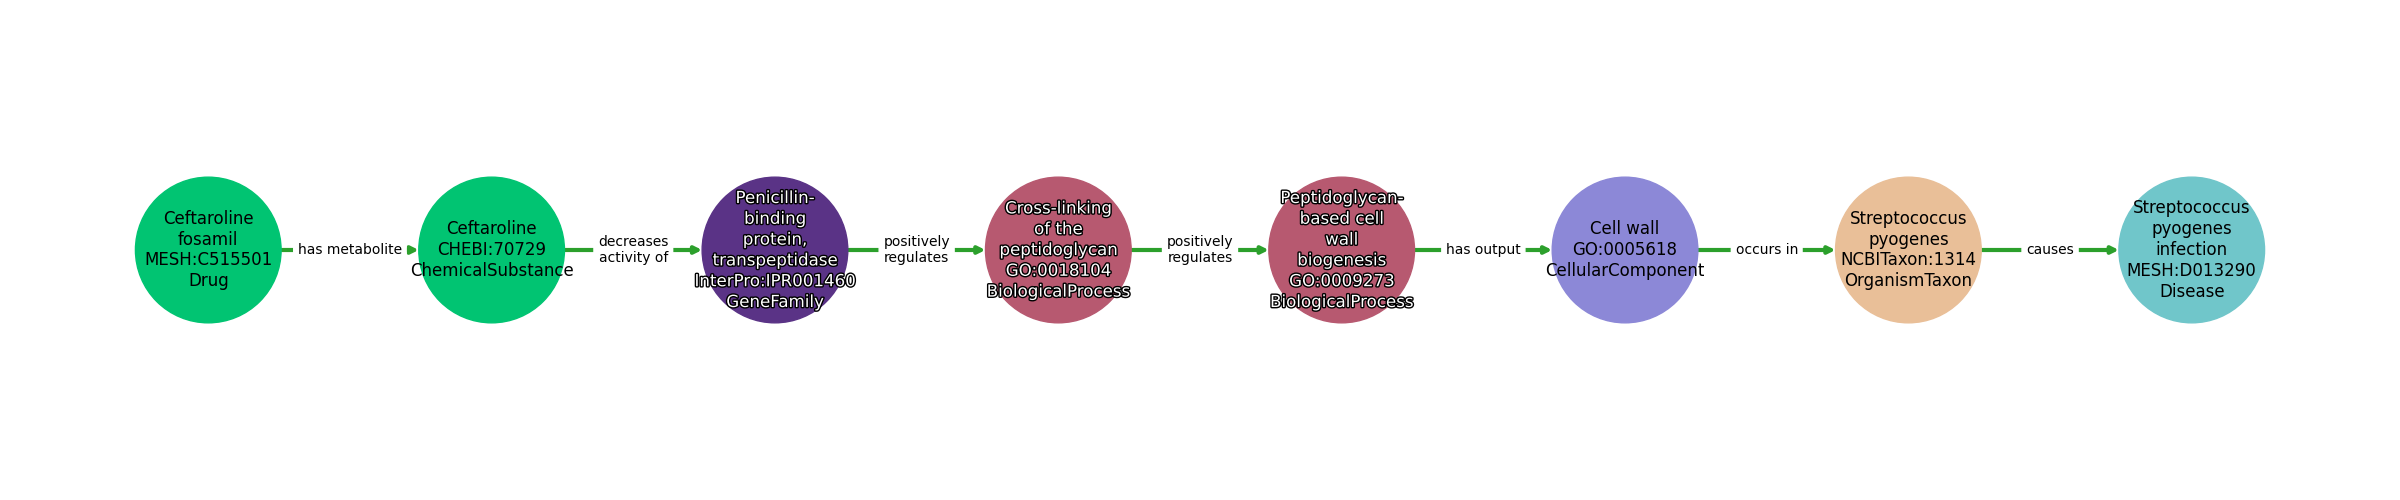 Ceftaroline
fosamil
MESH:C515501
Drug
has metabolite
Ceftaroline
CHEBI:70729
ChemicalSubstance
decreases
activity of
Penicillin-
binding
protein,
transpeptidase
InterPro:IPR001460
GeneFamily
positively
regulates
Cross-linking
of the
peptidoglycan
GO:0018104
BiologicalProcess
positively
regulates
Peptidoglycan-
based cell
wall
biogenesis
GO:0009273
BiologicalProcess
has output
Cell wall
GO:0005618
CellularComponent
occurs in
Streptococcus
pyogenes
NCBITaxon:1314
OrganismTaxon
causes
Streptococcus
pyogenes
infection
MESH:D013290
Disease